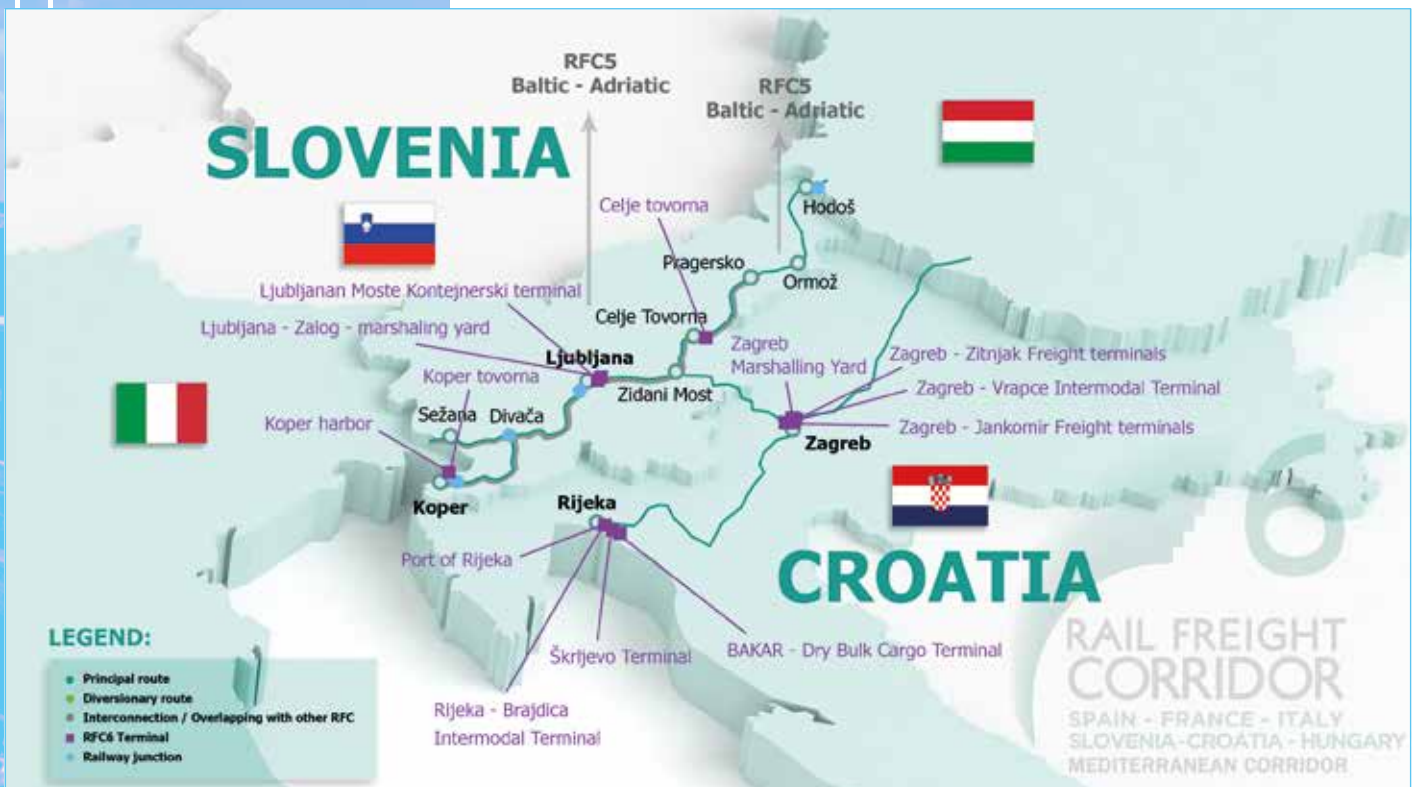 RFC5
Baltic - Adriatic
RFC5
Baltic - Adriatic
SLOVENIA
Celje tovorna
Hodoš
Pragersko
Ormož
Ljubljanan Moste Kontejnerski terminal
Ljubljana - Zalog - marshaling yard
Celje Tovorna
Ljubljana
Zidani Most
Koper tovorna
Sežana
Divača
Koper harbor
Koper
Zagreb
Marshalling Yard
Zagreb - Zitnjak Freight terminals
Zagreb - Vrapce Intermodal Terminal
Zagreb - Jankomir Freight terminals
Zagreb
Rijeka
Port of Rijeka
CROATIA
Škrljevo Terminal
BAKAR - Dry Bulk Cargo Terminal
Rijeka - Brajdica
Intermodal Terminal
LEGEND:
Principal route
Diversionary route
Interconnection / Overlapping with other RFC
RFC6 Terminal
Railway Junction
6
RAIL FREIGHT
CORRIDOR
SPAIN - FRANCE - ITALY
SLOVENIA-CROATIA - HUNGARY
MEDITERRANEAN CORRIDOR